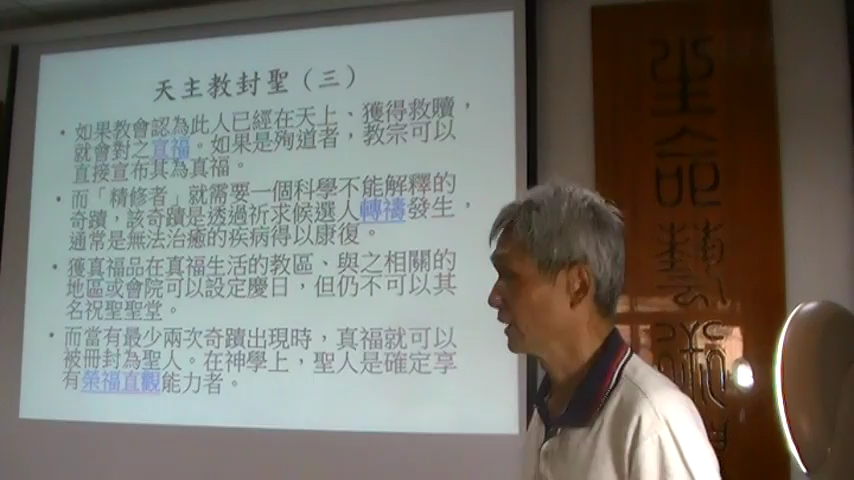 天主教封聖（三）
• 如果教會認為此人已經在天上、獲得救贖，
就會對之真福。如果是殉道者，教宗可以
直接宣布其為真福。
• 而「精修者」就需要一個科學不能解釋的
奇蹟，該奇蹟是透過祈求候選人轉禱發生，
通常是無法治癒的疾病得以康復。
• 獲真福品在真福生活的教區、與之相關的
地區或會院可以設定慶日，但仍不可以其
名祝聖聖堂。
• 而當有最少兩次奇蹟出現時，真福就可以
被冊封為聖人。在神學上，聖人是確定享
有榮福直觀能力者。
生命藝術